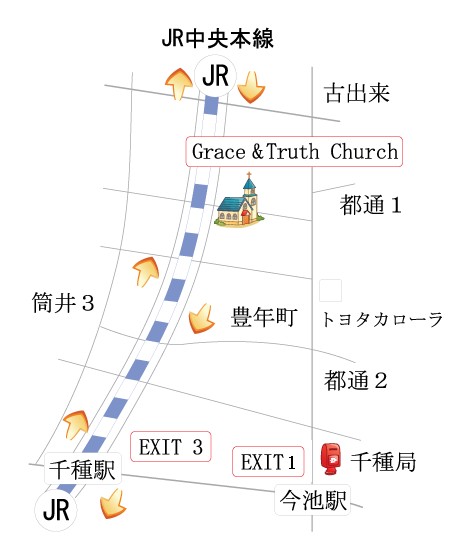 JR中央本線
JR
古出来
Grace & Truth Church
都通１
筒井３
豊年町
トヨタカローラ
都通２
EXIT 3
EXIT1
千種局
千種駅
今池駅
JR